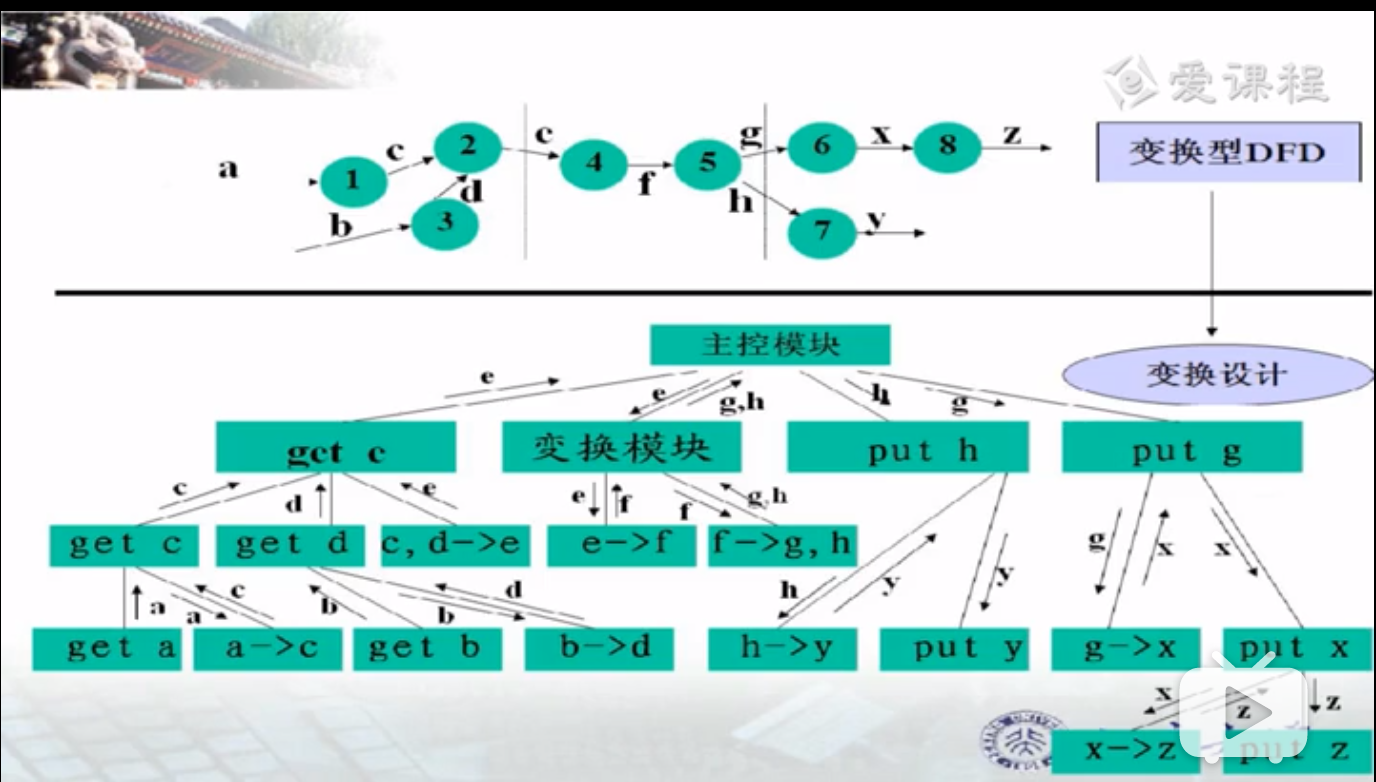 爱课程
变换型DFD
a
1
c
2
c
4
f
5
g
6
x
8
z
b
3
d
h
7
y
主控模块
变换设计
e
e
g,h
h
g
get c
变换模块
put h
put g
c
d
e
e
f
f
g,h
g
x
x
get c
get d
c,d->e
e->f
f->g,h
h
y
y
a
a
c
b
b
d
get a
a->c
get b
b->d
h->y
put y
g->x
put x
x
z
z
x->z
put z